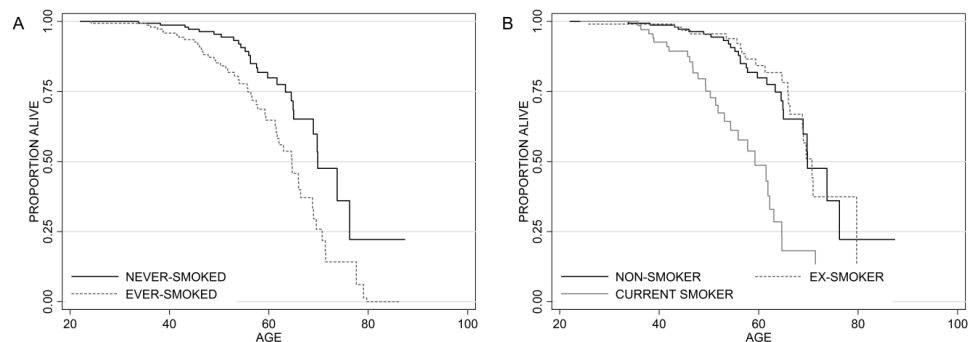 A
PROPORTION ALIVE
1.00
0.75
0.50
0.25
0.00
NEVER-SMOKED
EVER-SMOKED
20 40 60 80 100
AGE
B
PROPORTION ALIVE
1.00
0.75
0.50
0.25
0.00
NON-SMOKER EX-SMOKER
CURRENT SMOKER
20 40 60 80 100
AGE